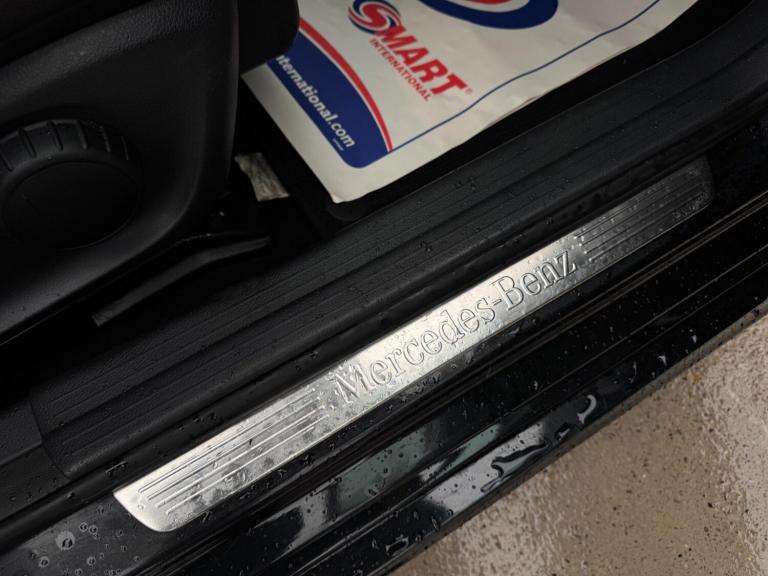 SMART®
INTERNATIONAL
international.com
Mercedes-Benz